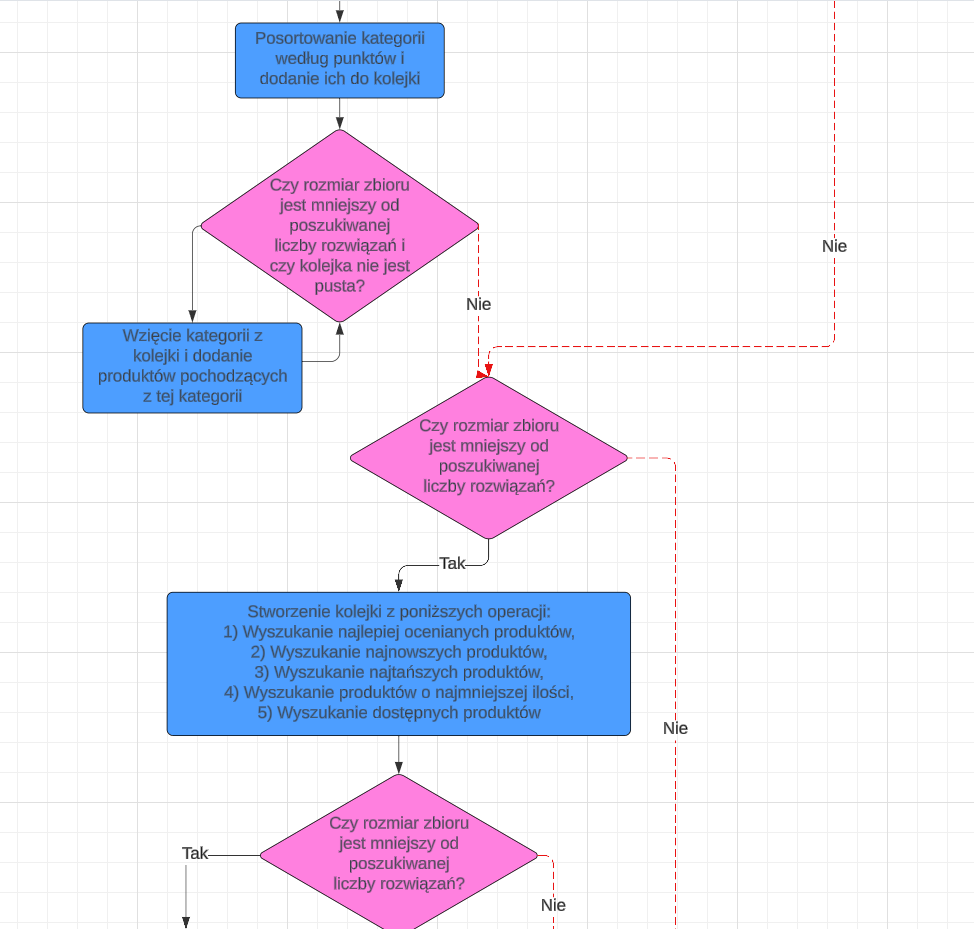 Posortowanie kategorii
według punktów i
dodanie ich do kolejki
Czy rozmiar zbioru
jest mniejszy od
poszukiwanej
liczby rozwiązań i
czy kolejka nie jest
pusta?
Nie
Nie
Wzięcie kategorii z
kolejki i dodanie
produktów pochodzących
z tej kategorii
Czy rozmiar zbioru
jest mniejszy od
poszukiwanej
liczby rozwiązań?
Tak
Stworzenie kolejki z poniższych operacji:
1) Wyszukanie najlepiej ocenianych produktów,
2) Wyszukanie najnowszych produktów,
3) Wyszukanie najtańszych produktów,
4) Wyszukanie produktów o najmniejszej ilości,
5) Wyszukanie dostępnych produktów
Nie
Czy rozmiar zbioru
jest mniejszy od
poszukiwanej
liczby rozwiązań?
Tak
Nie